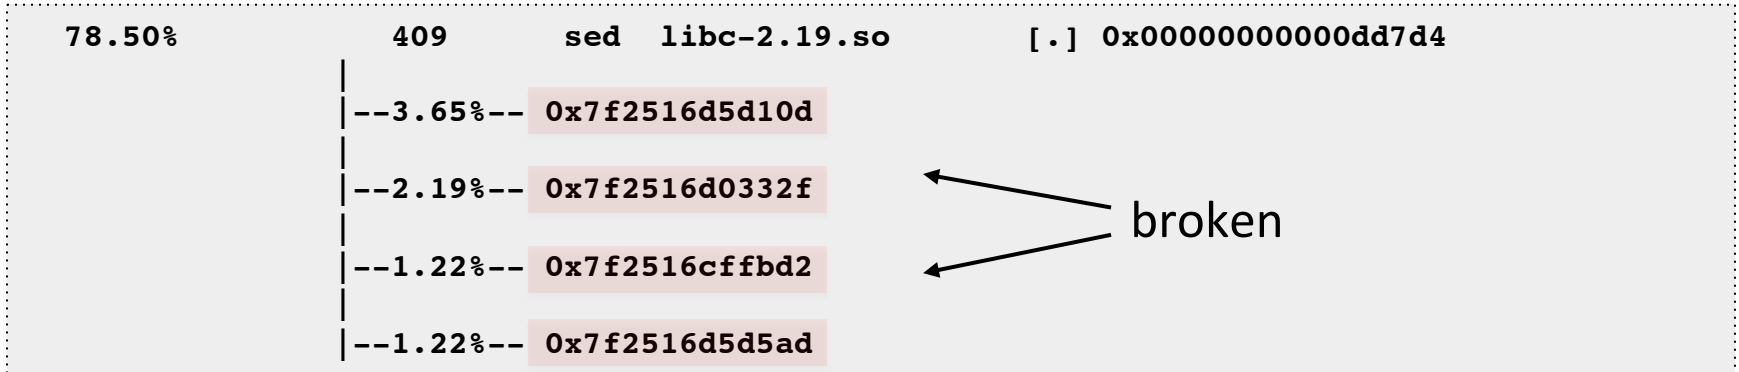 78.50% 409 sed libc-2.19.so [.] 0x00000000000dd7d4
|
|--3.65%-- 0x7f2516d5d10d
|
|--2.19%-- 0x7f2516d0332f
|
broken
|--1.22%-- 0x7f2516cffbd2
|
|--1.22%-- 0x7f2516d5d5ad